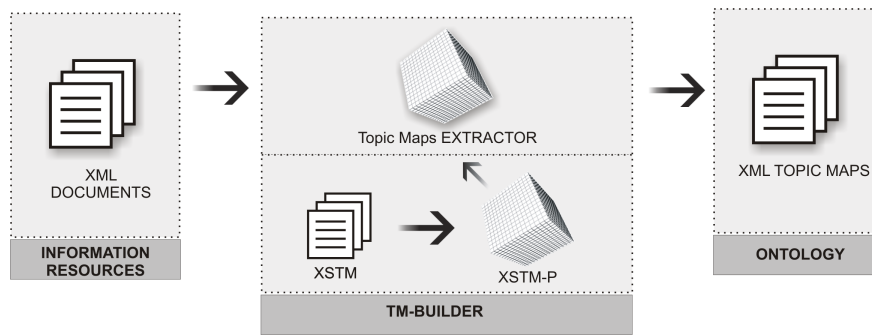 XML
DOCUMENTS
INFORMATION
RESOURCES
Topic Maps EXTRACTOR
XSTM
XSTM-P
TM-BUILDER
XML TOPIC MAPS
ONTOLOGY